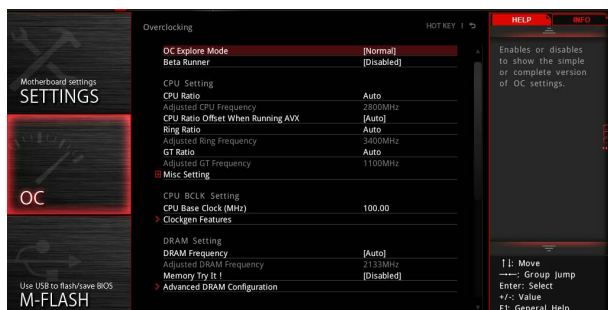 Overclocking
HOT KEY
HELP
INFO
Motherboard settings
SETTINGS
OC
Use USB to flash/save BIOS
M-FLASH
OC Explore Mode [Normal]
Beta Runner [Disabled]
CPU Setting
CPU Ratio Auto
Adjusted CPU Frequency 2800MHz
CPU Ratio Offset When Running AVX [Auto]
Ring Ratio Auto
Adjusted Ring Frequency 3400MHz
GT Ratio Auto
Adjusted GT Frequency 1100MHz
Misc Setting
CPU BCLK Setting
CPU Base Clock (MHz) 100.00
Clockgen Features
DRAM Setting
DRAM Frequency [Auto]
Adjusted DRAM Frequency 2133MHz
Memory Try It ! [Disabled]
Advanced DRAM Configuration
Enables or disables
to show the simple
or complete version
of OC settings.
↑↓: Move
→←: Group Jump
Enter: Select
+/-: Value
F1: General Help